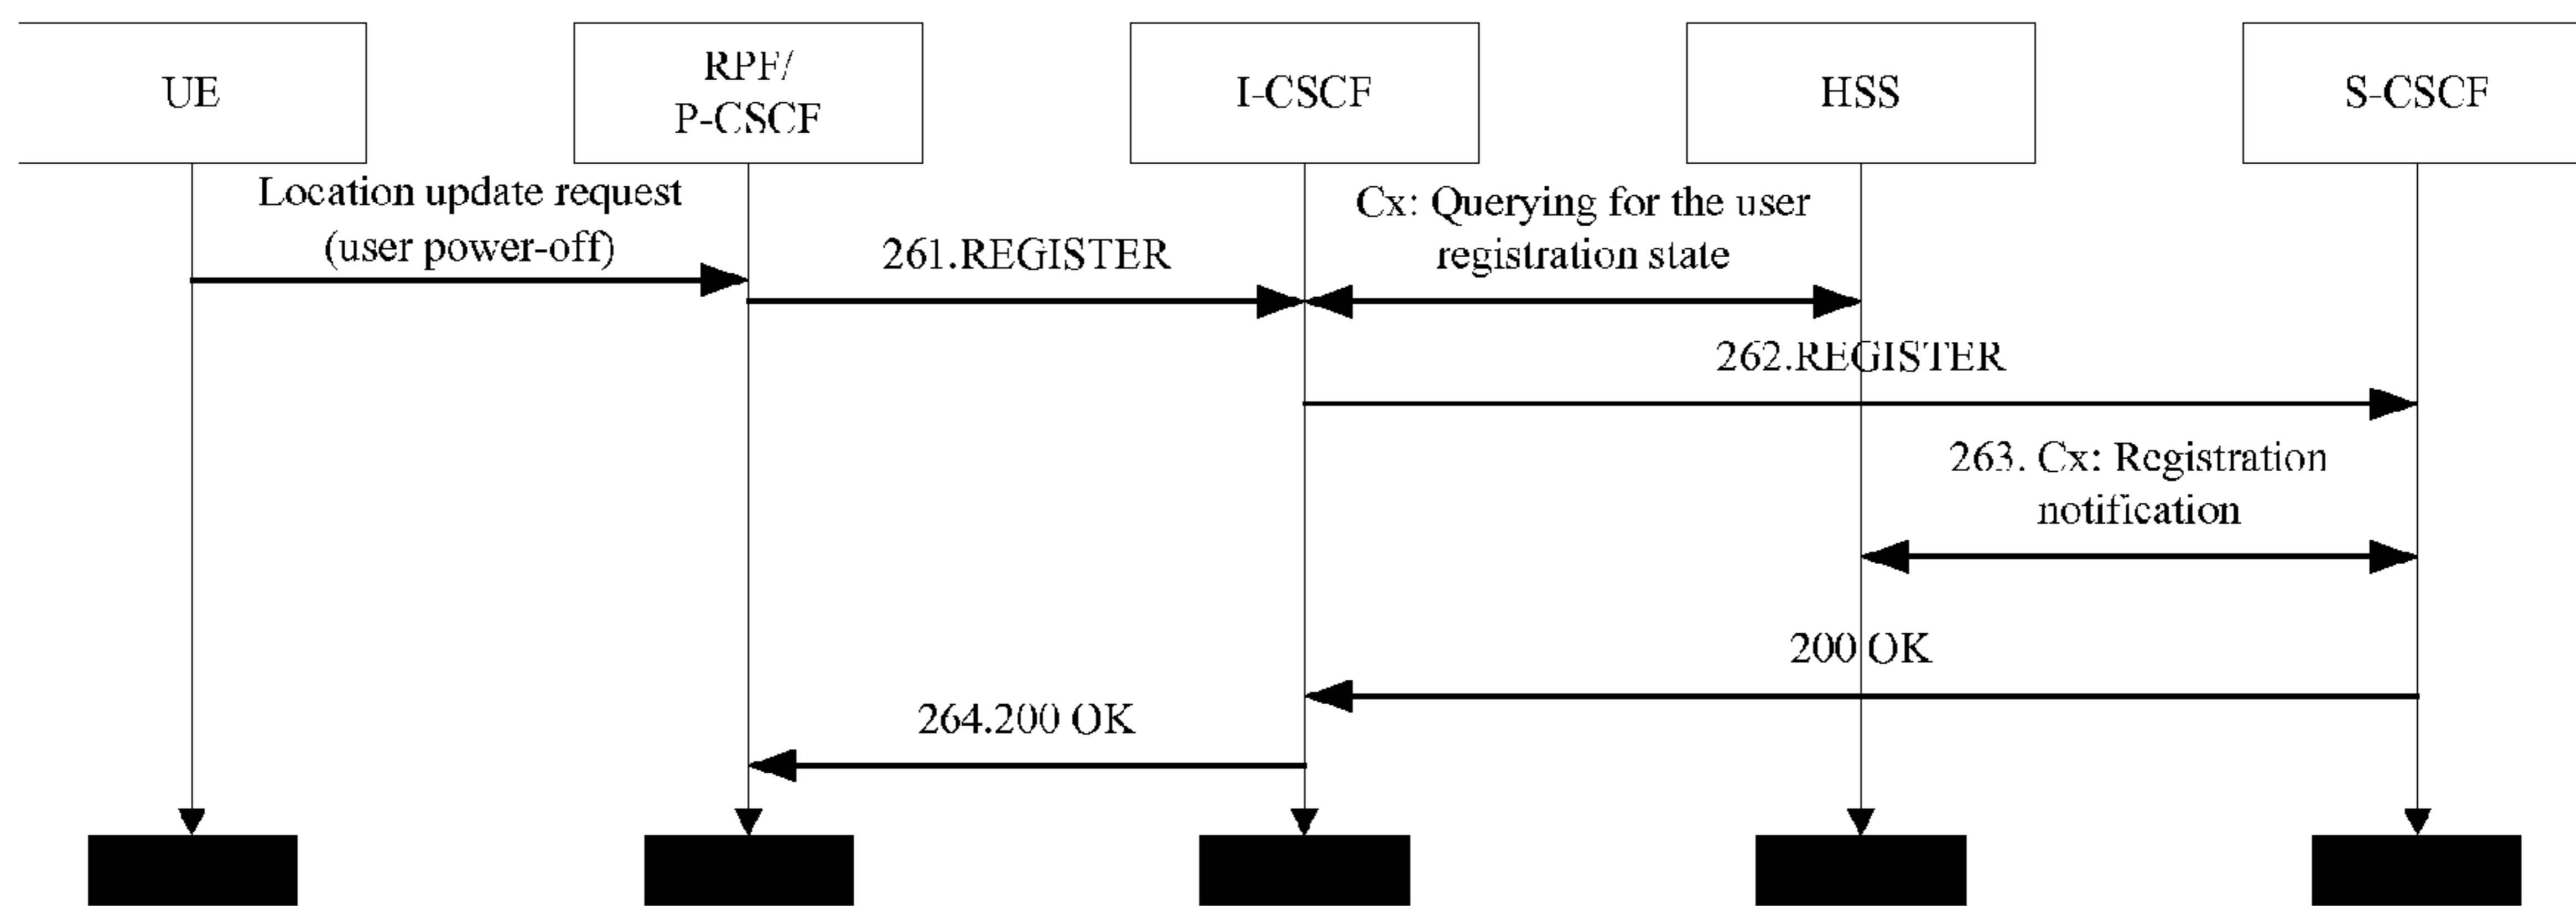 UE
RPF/
P-CSCF
I-CSCF
HSS
S-CSCF
Location update request
(user power-off)
261.REGISTER
Cx: Querying for the user
registration state
262.REGISTER
263. Cx: Registration
notification
200 OK
264.200 OK